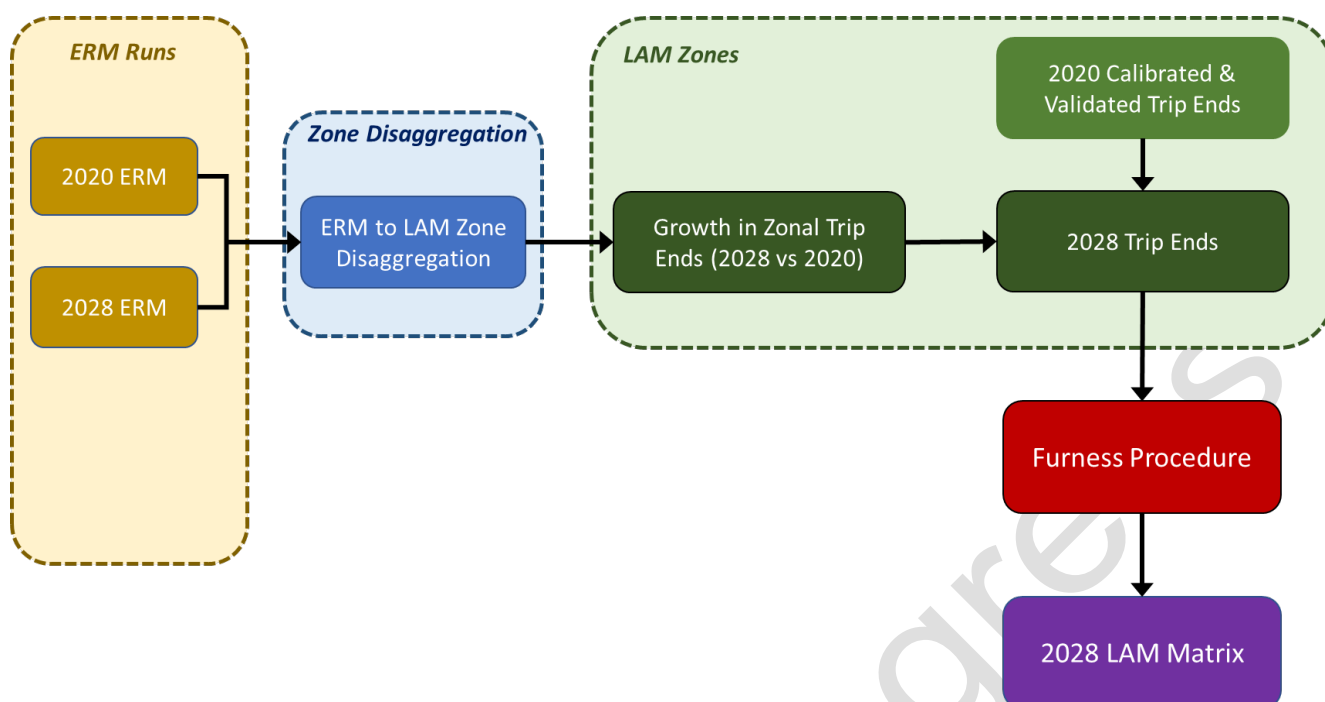 ERM Runs
2020 ERM
2028 ERM
Zone Disaggregation
ERM to LAM Zone
Disaggregation
LAM Zones
2020 Calibrated &
Validated Trip Ends
Growth in Zonal Trip
Ends (2028 vs 2020)
2028 Trip Ends
Furness Procedure
2028 LAM Matrix